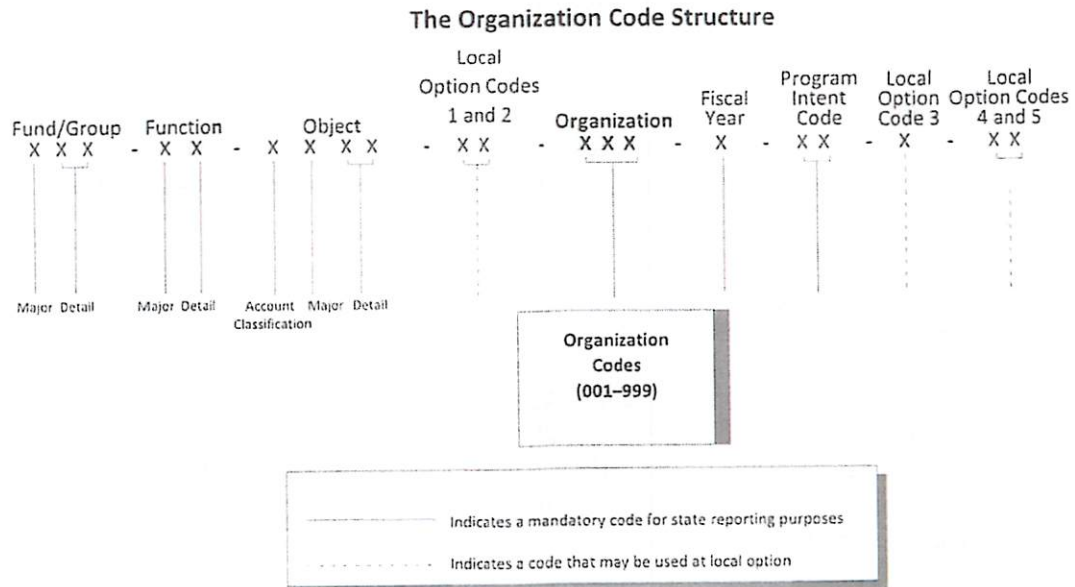 The Organization Code Structure
Local
Option Codes
1 and 2
Program
Intent
Code
Local
Option
Code 3
Local
Option Codes
4 and 5
Fund/Group Function Object Organization Fiscal
Year
X X X - X X - X X X X - X X - X X X - X - X X - X - X X
Major Detail Major Detail Account Major Detail
Classification
Organization
Codes
(001–999)
Indicates a mandatory code for state reporting purposes
Indicates a code that may be used at local option